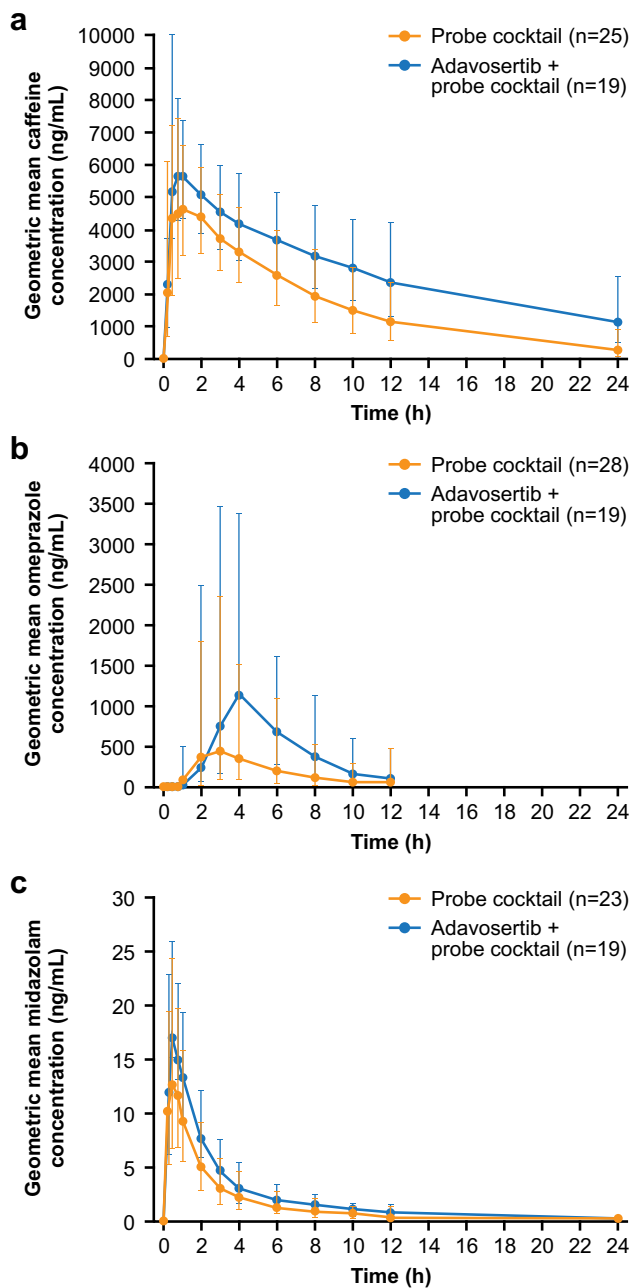 a
Probe cocktail (n=25)
Adavosertib +
probe cocktail (n=19)
Geometric mean caffeine
concentration (ng/mL)
10000
9000
8000
7000
6000
5000
4000
3000
2000
1000
0
0 2 4 6 8 10 12 14 16 18 20 22 24
Time (h)
b
Probe cocktail (n=28)
Adavosertib +
probe cocktail (n=19)
Geometric mean omeprazole
concentration (ng/mL)
4000
3500
3000
2500
2000
1500
1000
500
0
0 2 4 6 8 10 12 14 16 18 20 22 24
Time (h)
c
Probe cocktail (n=23)
Adavosertib +
probe cocktail (n=19)
Geometric mean midazolam
concentration (ng/mL)
30
25
20
15
10
5
0
0 2 4 6 8 10 12 14 16 18 20 22 24
Time (h)